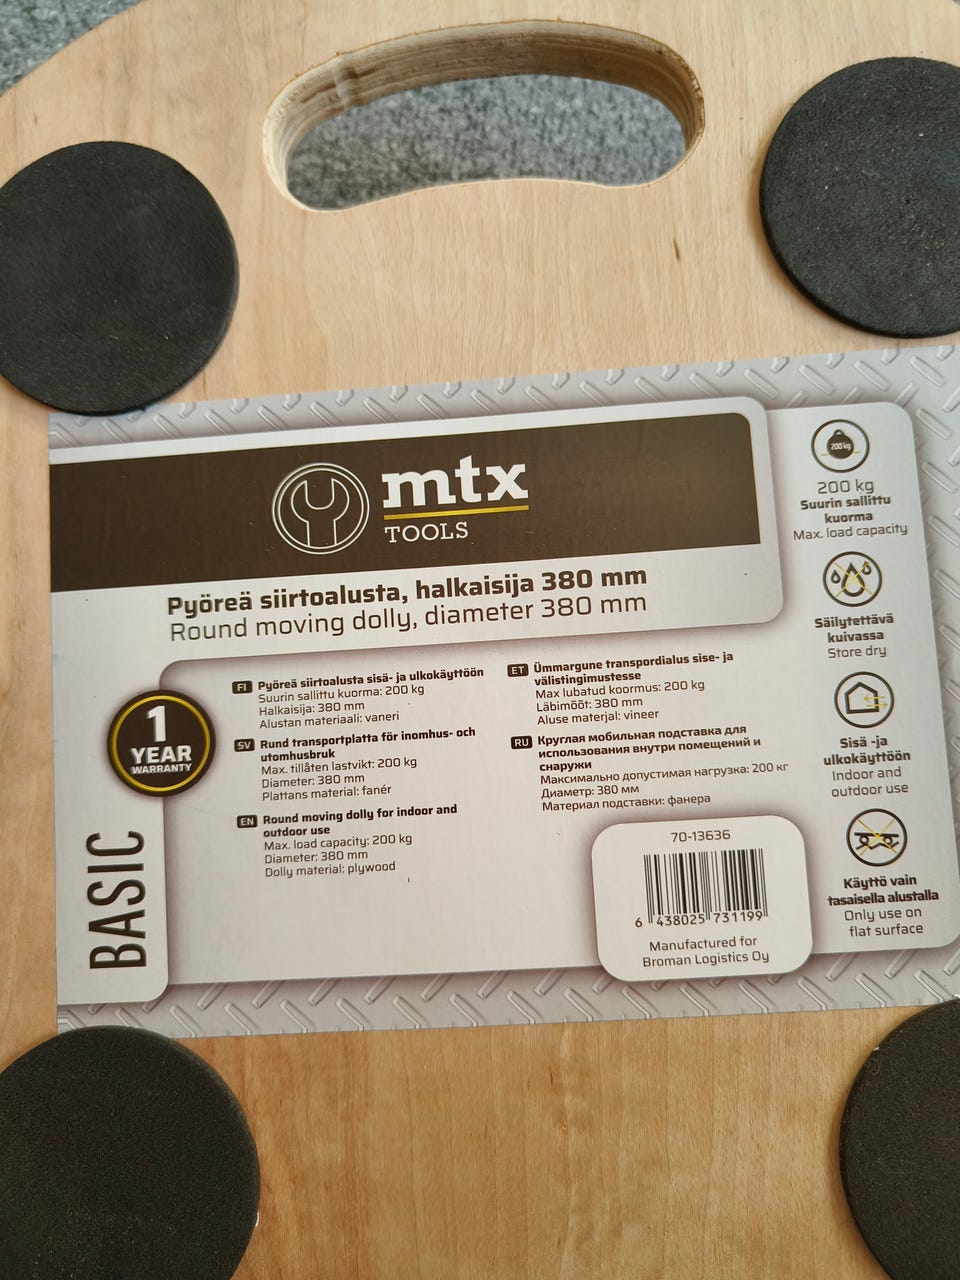 mtx
TOOLS
Pyöreä siirtoalusta, halkaisija 380 mm
Round moving dolly, diameter 380 mm
1
YEAR
WARRANTY
BASIC
FI Pyöreä siirtoalusta sisä- ja ulkokäyttöön
Suurin sallittu kuorma: 200 kg
Halkaisija: 380 mm
Alustan materiaali: vaneri
SV Rund transportplatta för inomhus- och
utomhusbruk
Max. tillåten lastvikt: 200 kg
Diameter: 380 mm
Plattans material: fanér
EN Round moving dolly for indoor and
outdoor use
Max. load capacity: 200 kg
Diameter: 380 mm
Dolly material: plywood
ET Ümmargune transpordialus sise- ja
välistingimustesse
Max lubatud koormus: 200 kg
Läbimõõt: 380 mm
Aluse materjal: vineer
RU Круглая мобильная подставка для
использования внутри помещений и
снаружи
Максимально допустимая нагрузка: 200 кг
Диаметр: 380 мм
Материал подставки: фанера
70-13636
6 438025 731199
Manufactured for
Broman Logistics Oy
200 kg
200 kg
Suurin sallittu
kuorma
Max. load capacity
Säilytettävä
kuivassa
Store dry
Sisä -ja
ulkokäyttöön
Indoor and
outdoor use
Käyttö vain
tasaisella alustalla
Only use on
flat surface